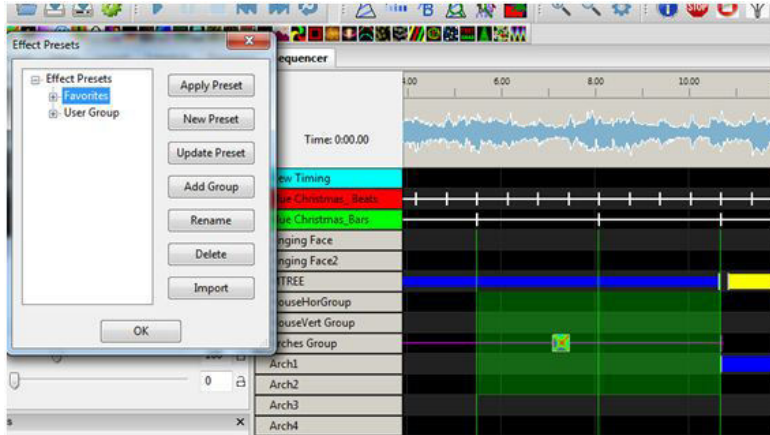 STOP
Effect Presets
Effect Presets
Favorites
User Group
Apply Preset
New Preset
Update Preset
Add Group
Rename
Delete
Import
OK
equencer
4.00 6.00 8.00 10.00
Time: 0:00.00
ew Timing
ue Christmas_Beats
ue Christmas_Bars
nging Face
nging Face2
TREE
ouseHorGroup
ouseVert Group
rches Group
Arch1
Arch2
Arch3
Arch4
0